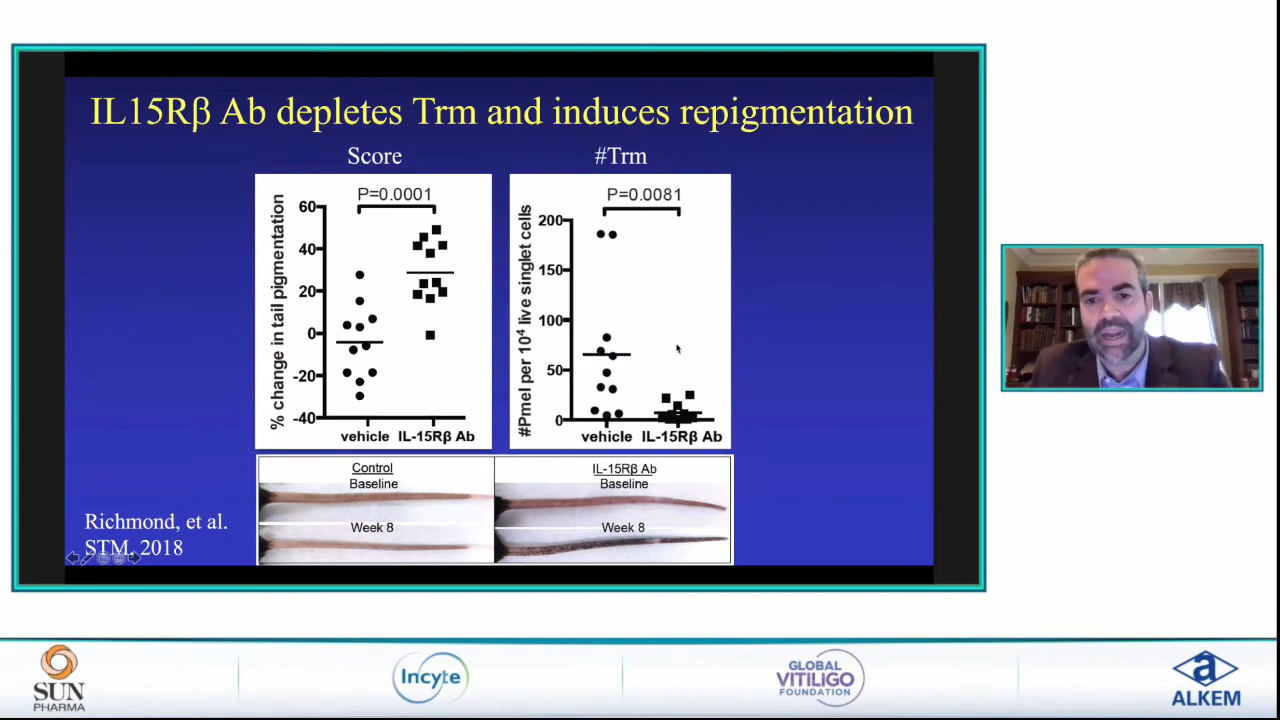 IL15Rβ Ab depletes Trm and induces repigmentation
Score
P=0.0001
% change in tail pigmentation
60
40
20
0
-20
-40
vehicle IL-15Rβ Ab
#Trm
P=0.0081
#Pmel per 10⁴ live singlet cells
200
150
100
50
0
vehicle IL-15Rβ Ab
Control
Baseline
Week 8
IL-15Rβ Ab
Baseline
Week 8
Richmond, et al.
STM. 2018
SUN
PHARMA
Incyte
GLOBAL
VITILIGO
FOUNDATION
a
ALKEM